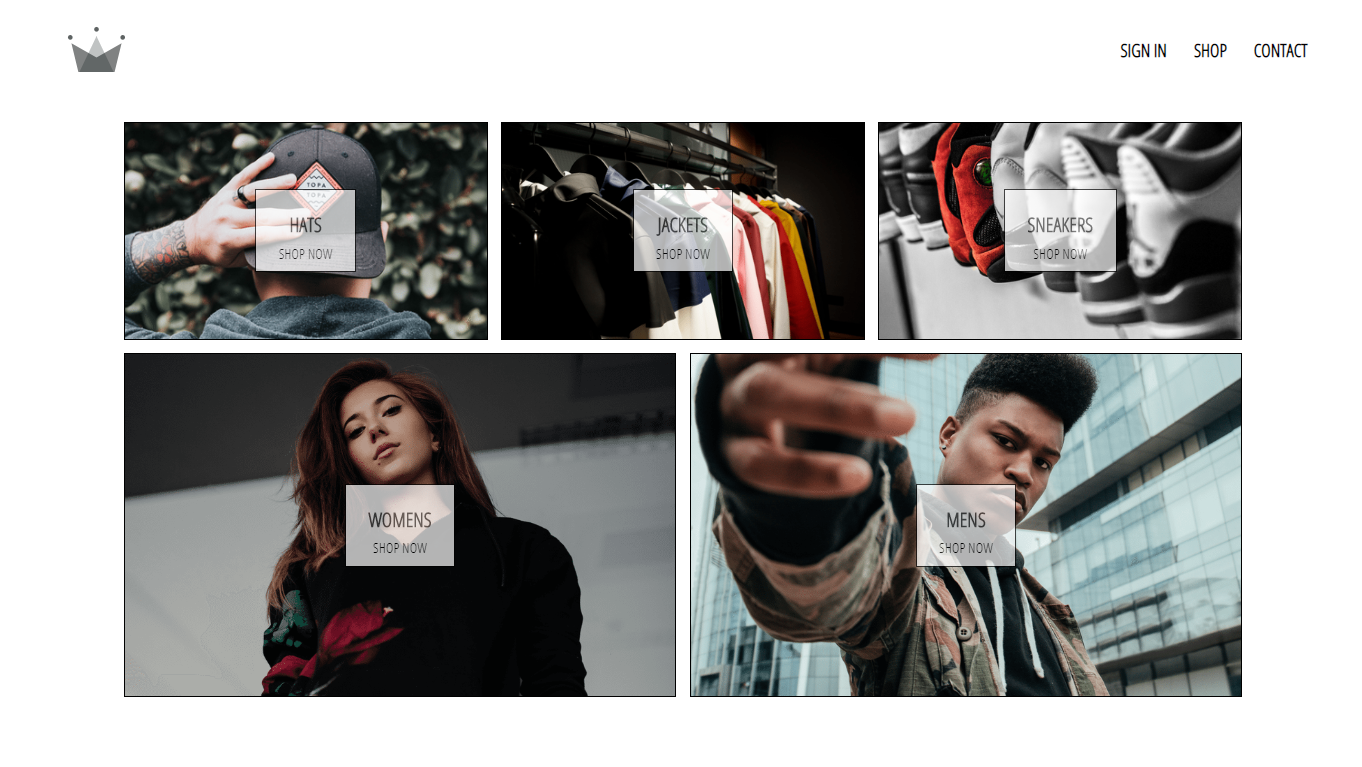 SIGN IN SHOP CONTACT
TOPA
TOPA
HATS
SHOP NOW
JACKETS
SHOP NOW
SNEAKERS
SHOP NOW
WOMENS
SHOP NOW
MENS
SHOP NOW